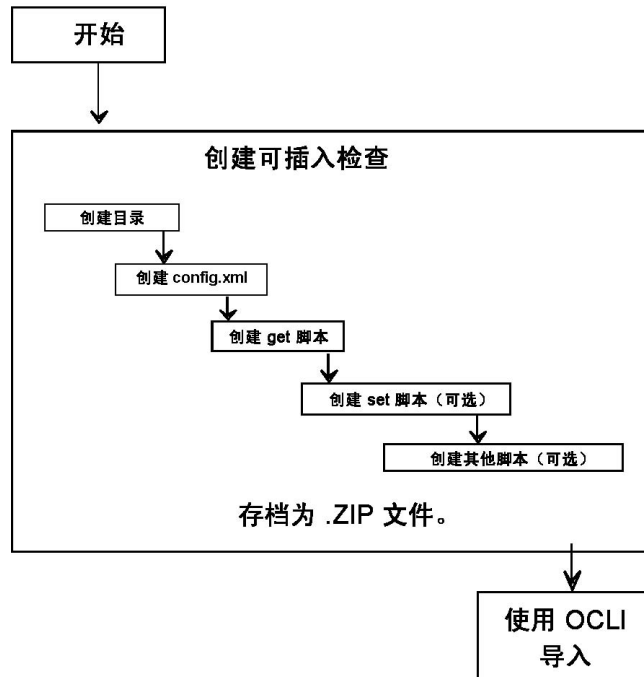 开始
创建可插入检查
创建目录
创建 config.xml
创建 get 脚本
创建 set 脚本（可选）
创建其他脚本（可选）
存档为 .ZIP 文件。
使用 OCLI
导入